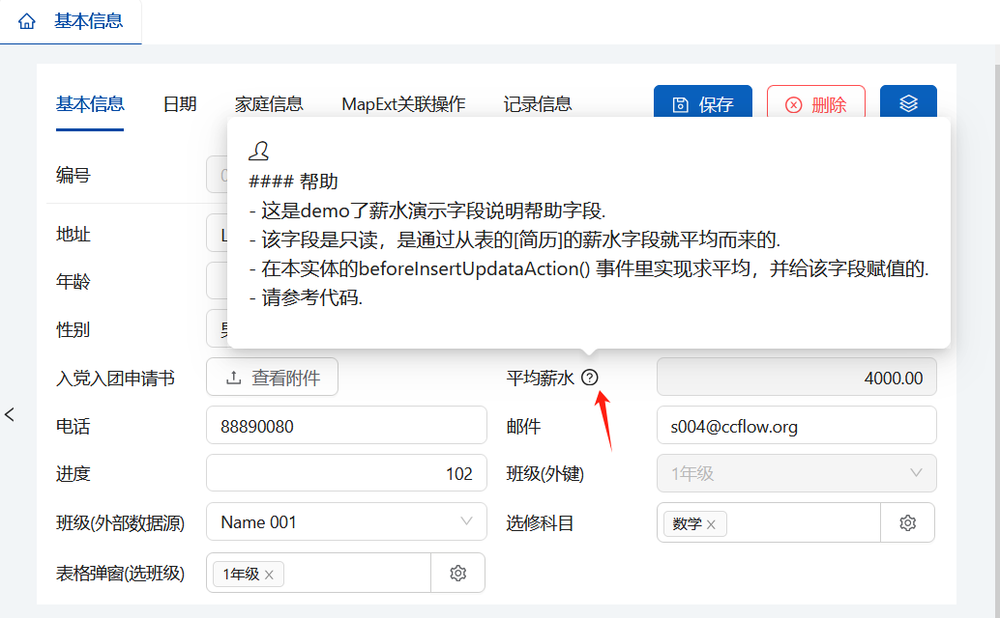 基本信息
基本信息 日期 家庭信息 MapExt关联操作 记录信息 保存 删除
#### 帮助
- 这是demo了薪水演示字段说明帮助字段.
- 该字段是只读，是通过从表的[简历]的薪水字段就平均而来的.
- 在本实体的beforeInsertUpdataAction() 事件里实现求平均，并给该字段赋值的.
- 请参考代码.
编号
地址
年龄
性别
入党入团申请书 查看附件 平均薪水 4000.00
电话 88890080 邮件 s004@ccflow.org
进度 102 班级(外键) 1年级
班级(外部数据源) Name 001 选修科目 数学
表格弹窗(选班级) 1年级